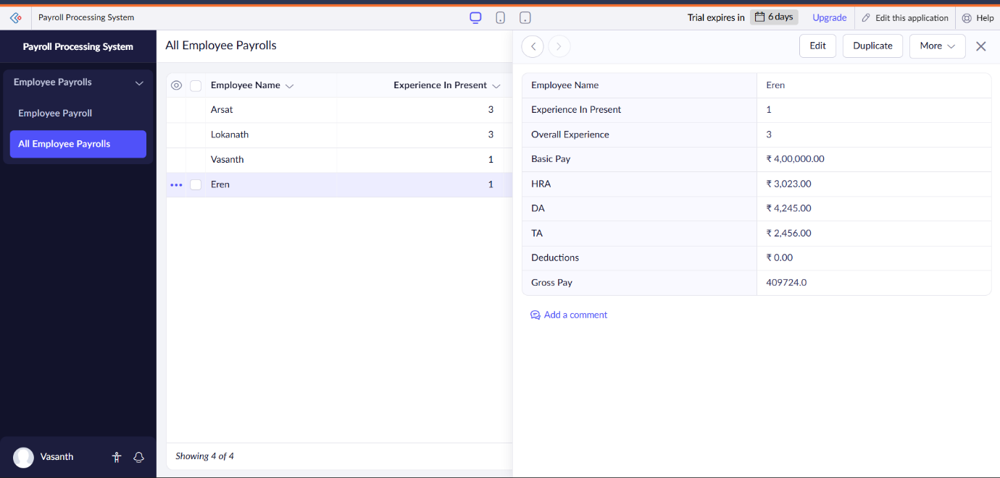 Payroll Processing System
Trial expires in 6 days Upgrade Edit this application Help
Payroll Processing System
Employee Payrolls
Employee Payroll
All Employee Payrolls
Vasanth
All Employee Payrolls
Employee Name Experience In Present
Arsat 3
Lokanath 3
Vasanth 1
Eren 1
Showing 4 of 4
Edit Duplicate More
Employee Name Eren
Experience In Present 1
Overall Experience 3
Basic Pay ₹ 4,00,000.00
HRA ₹ 3,023.00
DA ₹ 4,245.00
TA ₹ 2,456.00
Deductions ₹ 0.00
Gross Pay 409724.0
Add a comment